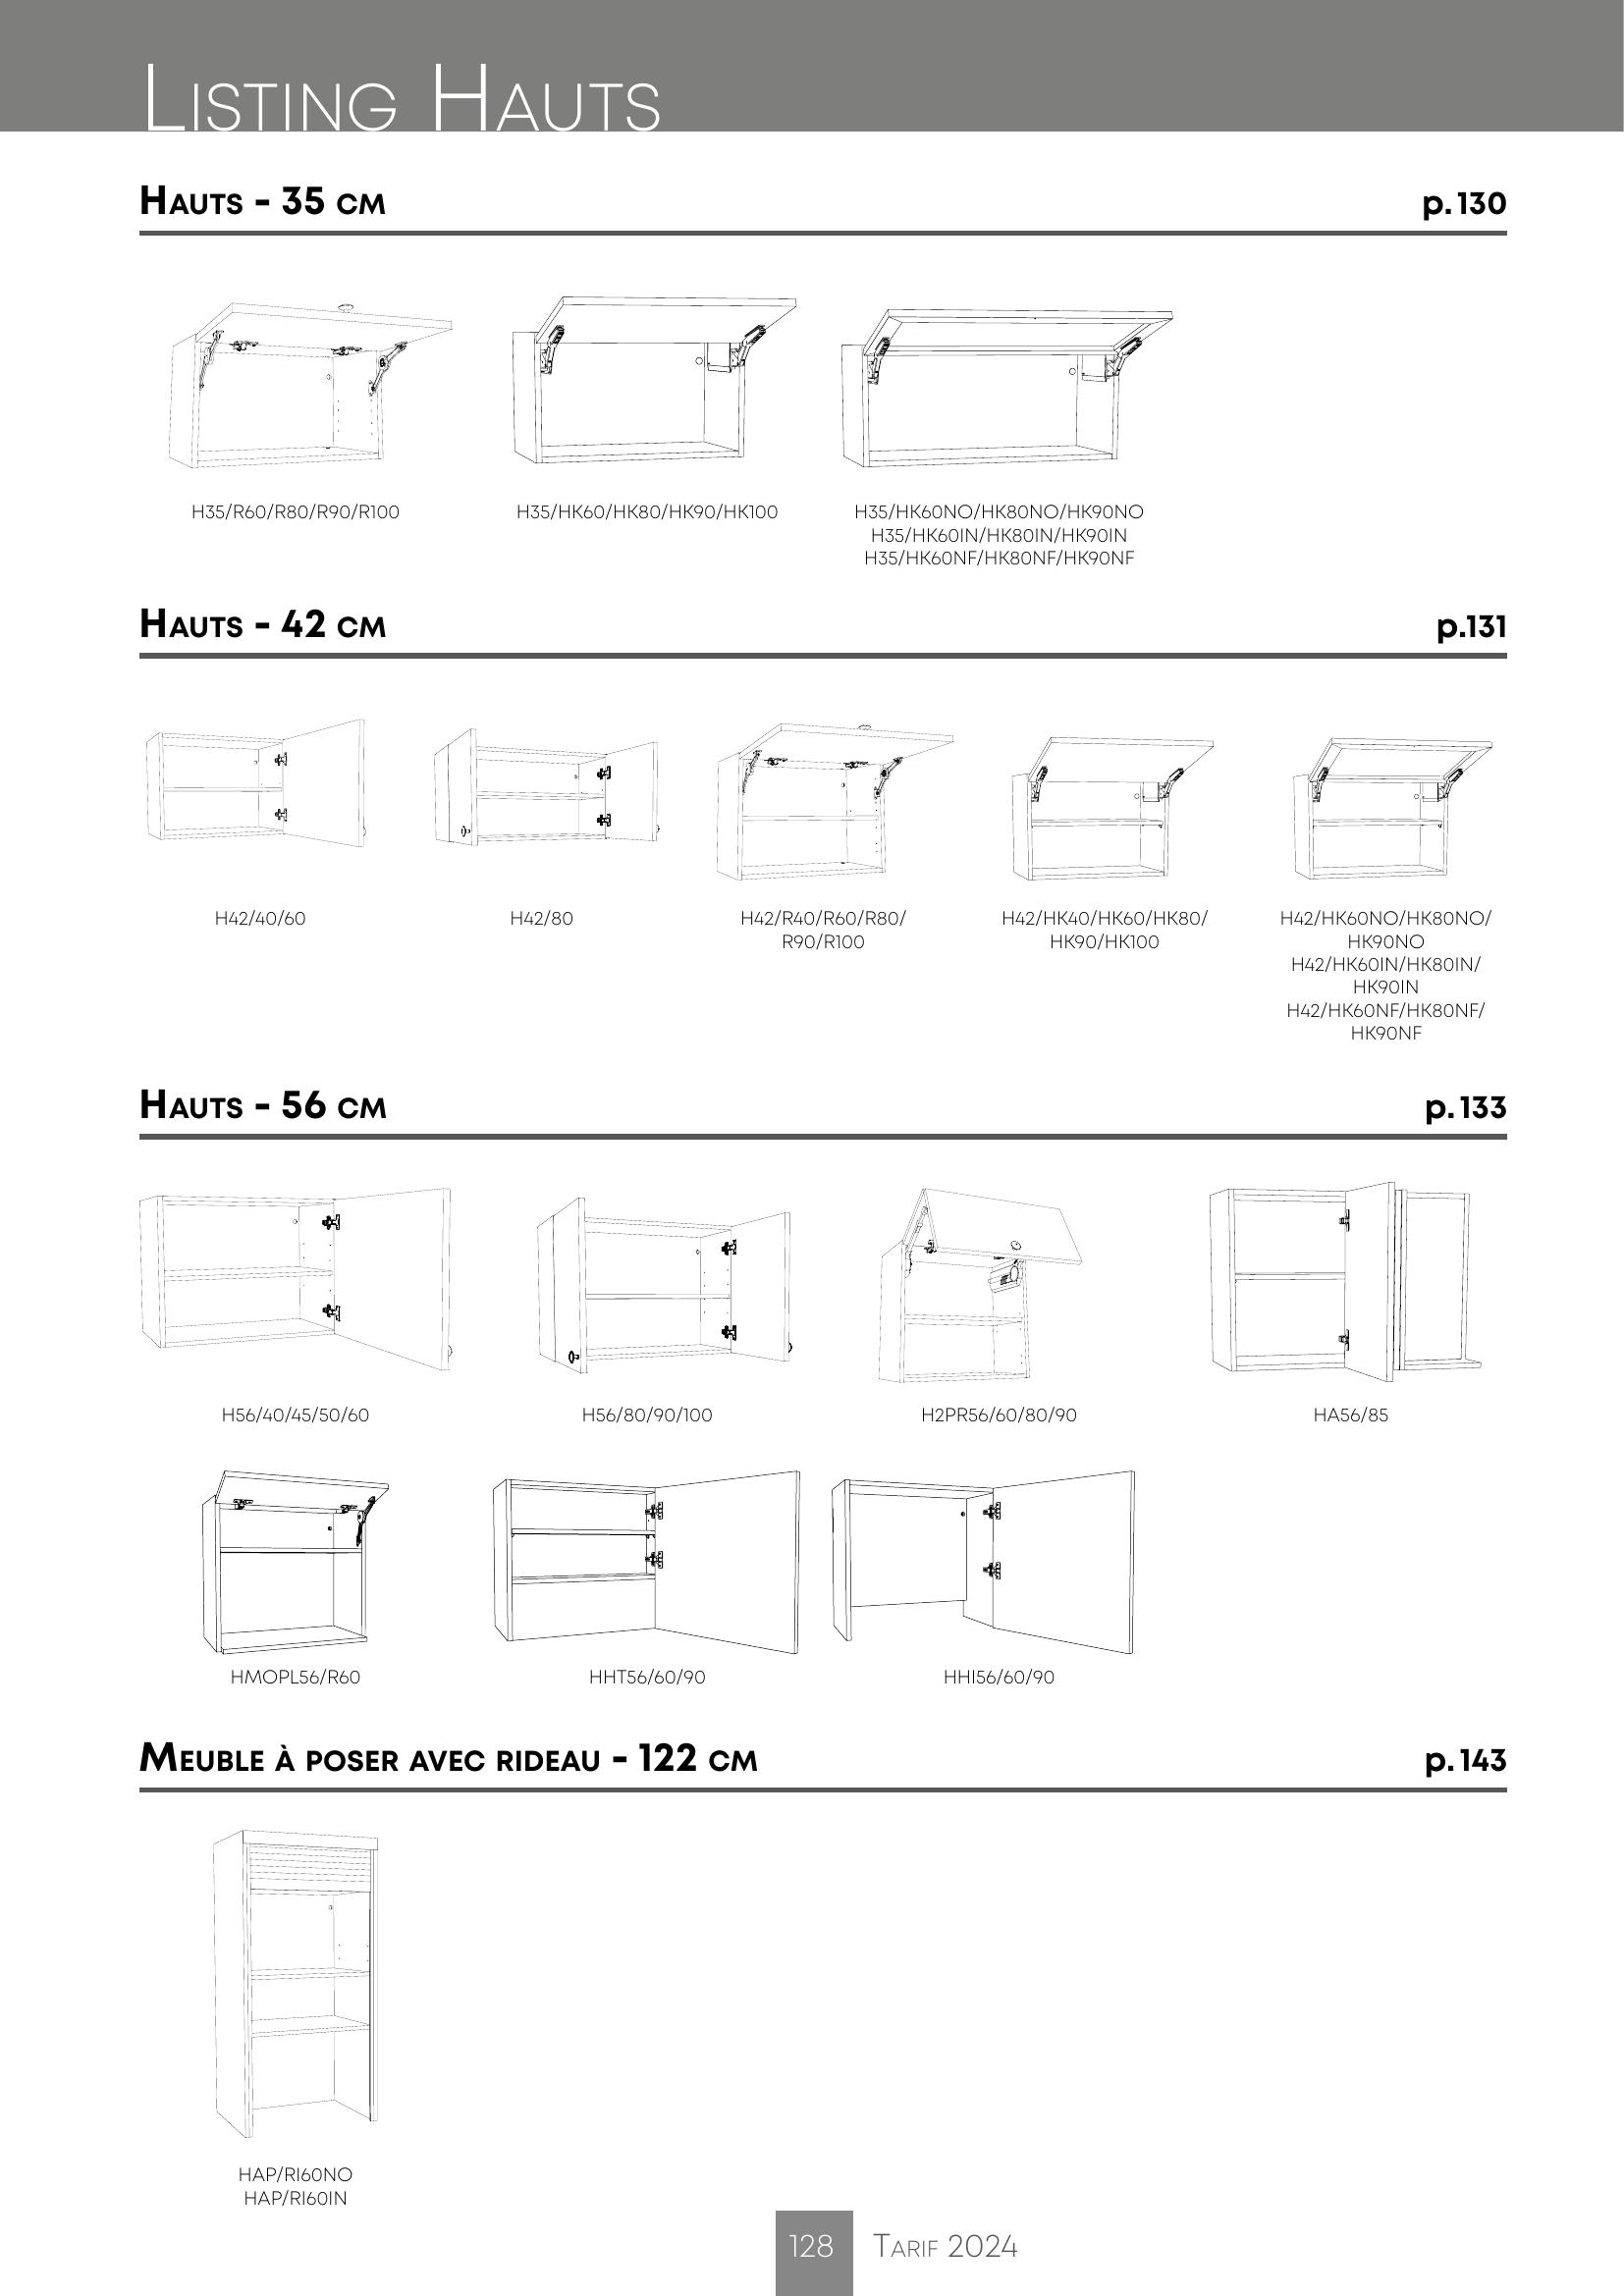 Listing Hauts
Hauts - 35 cm p. 130
H35/R60/R80/R90/R100
H35/HK60/HK80/HK90/HK100
H35/HK60NO/HK80NO/HK90NO
H35/HK60IN/HK80IN/HK90IN
H35/HK60NF/HK80NF/HK90NF
Hauts - 42 cm p.131
H42/40/60
H42/80
H42/R40/R60/R80/
R90/R100
H42/HK40/HK60/HK80/
HK90/HK100
H42/HK60NO/HK80NO/
HK90NO
H42/HK60IN/HK80IN/
HK90IN
H42/HK60NF/HK80NF/
HK90NF
Hauts - 56 cm p. 133
H56/40/45/50/60
H56/80/90/100
H2PR56/60/80/90
HA56/85
HMOPL56/R60
HHT56/60/90
HHI56/60/90
Meuble à poser avec rideau - 122 cm p. 143
HAP/RI60NO
HAP/RI60IN
128 Tarif 2024